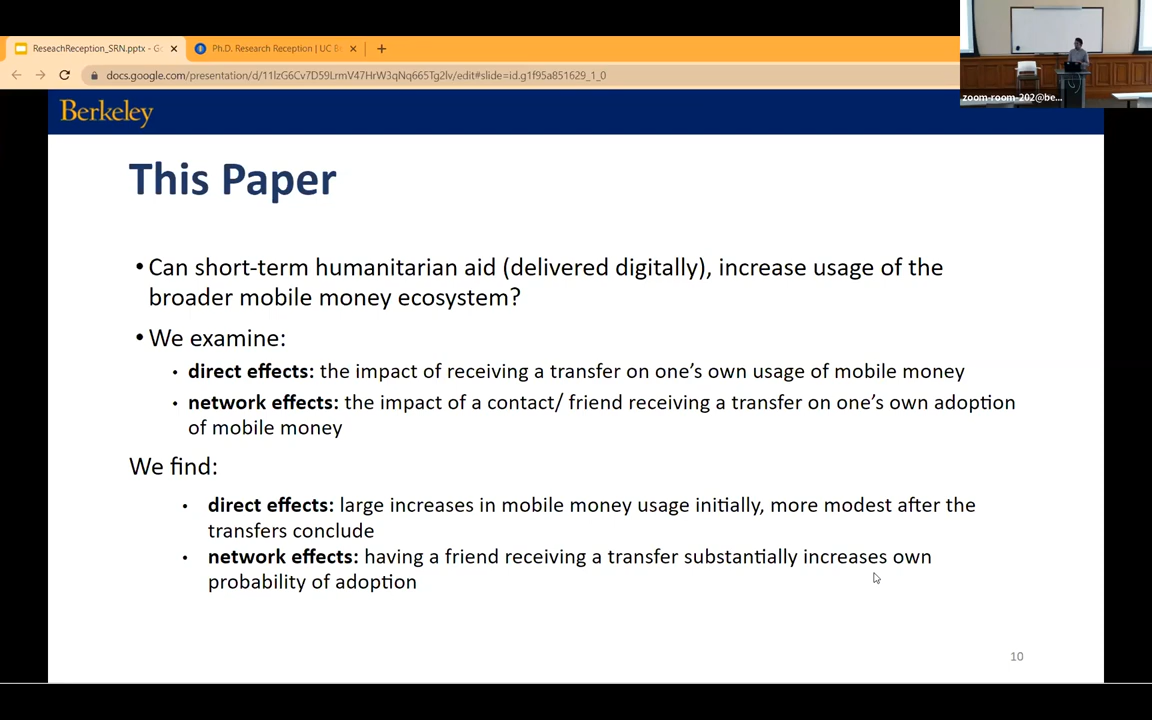 ReseachReception_SRN.pptx - Go
Ph.D. Research Reception | UC B
docs.google.com/presentation/d/11lzG6Cv7D59LrmV47HrW3qNq665Tg2lv/edit#slide=id.g1f95a851629_1_0
zoom-room-202@be...
Berkeley
This Paper
•Can short-term humanitarian aid (delivered digitally), increase usage of the
broader mobile money ecosystem?
•We examine:
• direct effects: the impact of receiving a transfer on one's own usage of mobile money
• network effects: the impact of a contact/ friend receiving a transfer on one's own adoption
of mobile money
We find:
• direct effects: large increases in mobile money usage initially, more modest after the
transfers conclude
• network effects: having a friend receiving a transfer substantially increases own
probability of adoption
10